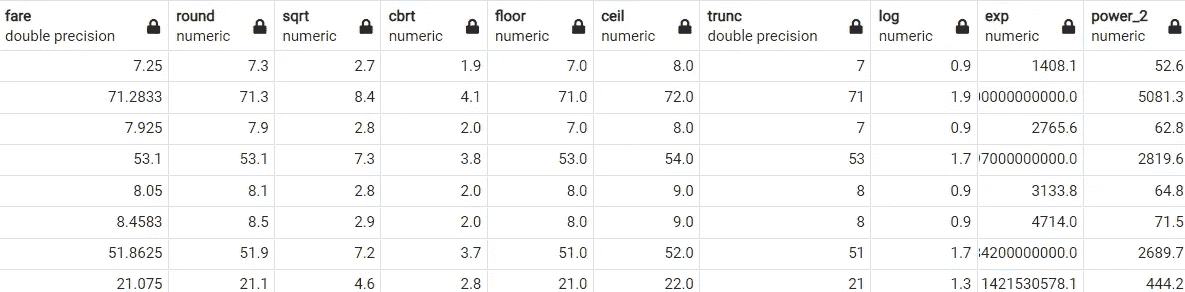 fare round sqrt cbrt floor ceil trunc log exp power_2
double precision numeric numeric numeric numeric numeric double precision numeric numeric numeric
7.25 7.3 2.7 1.9 7.0 8.0 7 0.9 1408.1 52.6
71.2833 71.3 8.4 4.1 71.0 72.0 71 1.9 00000000000.0 5081.3
7.925 7.9 2.8 2.0 7.0 8.0 7 0.9 2765.6 62.8
53.1 53.1 7.3 3.8 53.0 54.0 53 1.7 97000000000.0 2819.6
8.05 8.1 2.8 2.0 8.0 9.0 8 0.9 3133.8 64.8
8.4583 8.5 2.9 2.0 8.0 9.0 8 0.9 4714.0 71.5
51.8625 51.9 7.2 3.7 51.0 52.0 51 1.7 34200000000.0 2689.7
21.075 21.1 4.6 2.8 21.0 22.0 21 1.3 1421530578.1 444.2